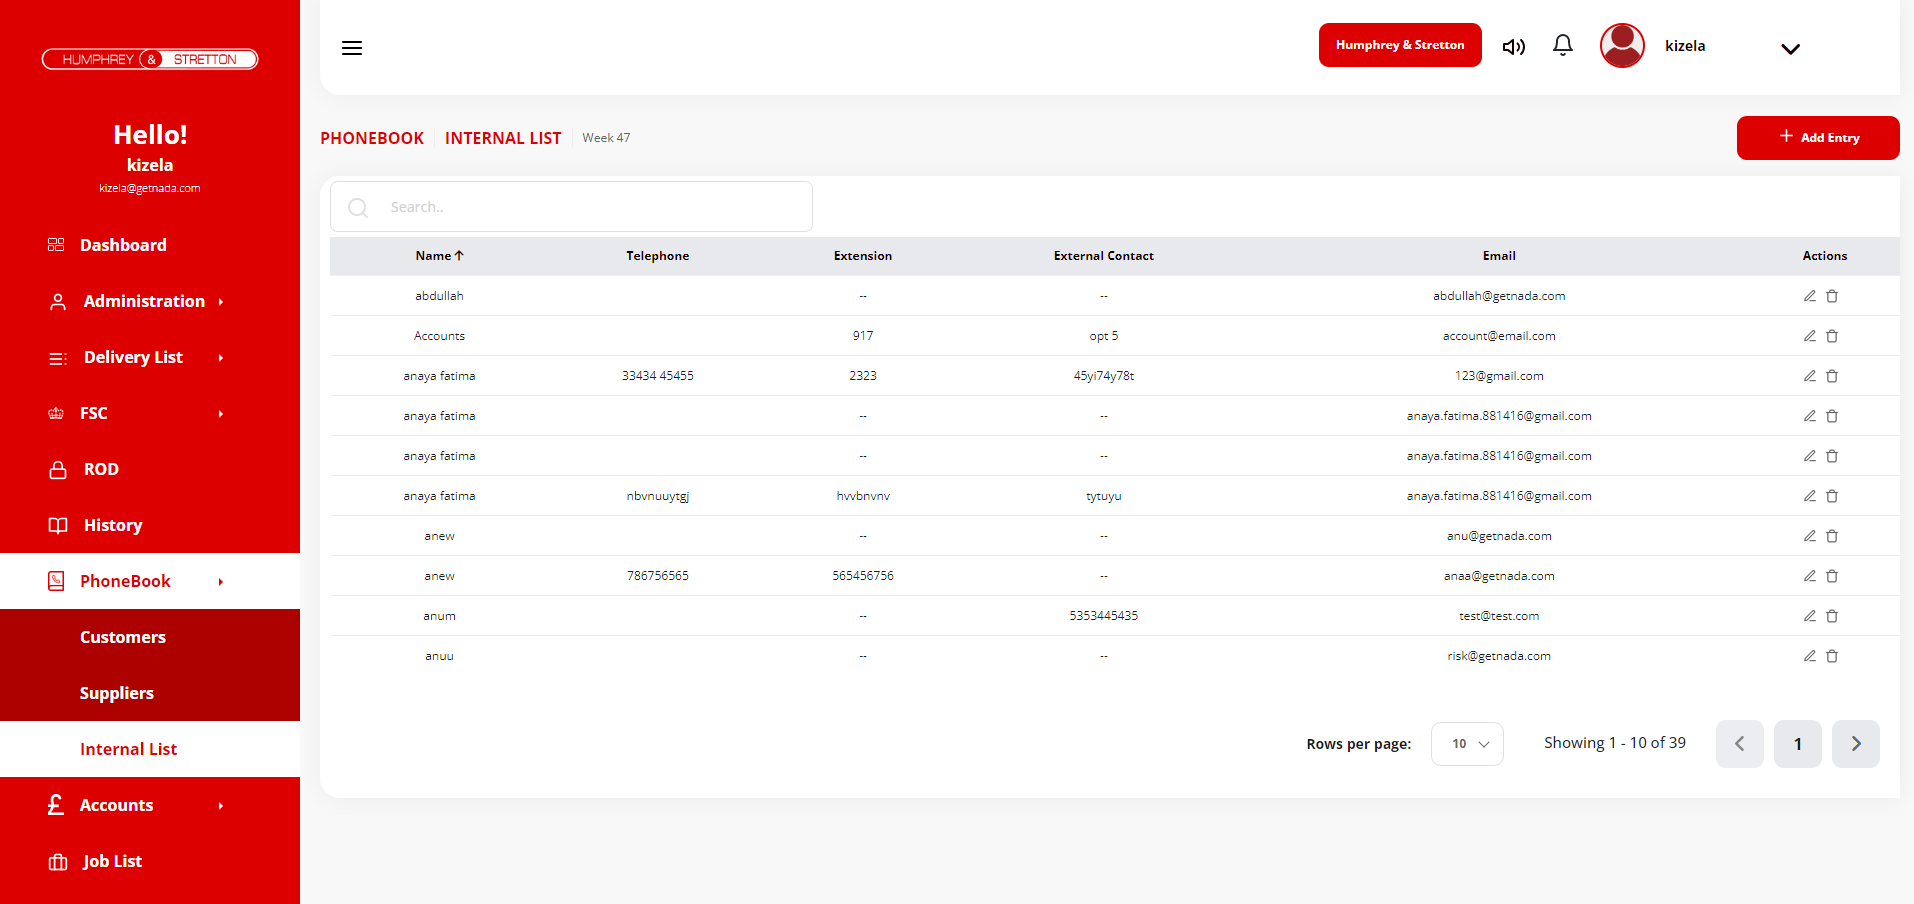 HUMPHREY & STRETTON
Hello!
kizela
kizela@getnada.com
Dashboard
Administration
Delivery List
FSC
ROD
History
PhoneBook
Customers
Suppliers
Internal List
Accounts
Job List
Humphrey & Stretton
kizela
PHONEBOOK INTERNAL LIST Week 47
+ Add Entry
Search..
Name↑ Telephone Extension External Contact Email Actions
abdullah -- -- abdullah@getnada.com
Accounts 917 opt 5 account@email.com
anaya fatima 33434 45455 2323 45yi74y78t 123@gmail.com
anaya fatima -- -- anaya.fatima.881416@gmail.com
anaya fatima -- -- anaya.fatima.881416@gmail.com
anaya fatima nbvnuuytgj hvvbnvnv tytuyu anaya.fatima.881416@gmail.com
anew -- -- anu@getnada.com
anew 786756565 565456756 -- anaa@getnada.com
anum -- 5353445435 test@test.com
anuu -- -- risk@getnada.com
Rows per page: 10 Showing 1 - 10 of 39 1